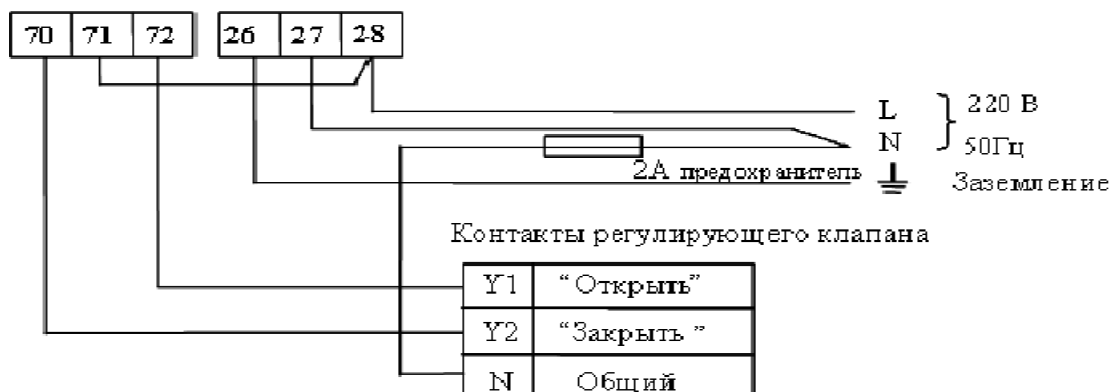 70 71 72 26 27 28
L
220 В
N
50Гц
2А предохранитель
Заземление
Контакты регулирующего клапана
Y1 “Открыть”
Y2 “Закрыть ”
N Общий